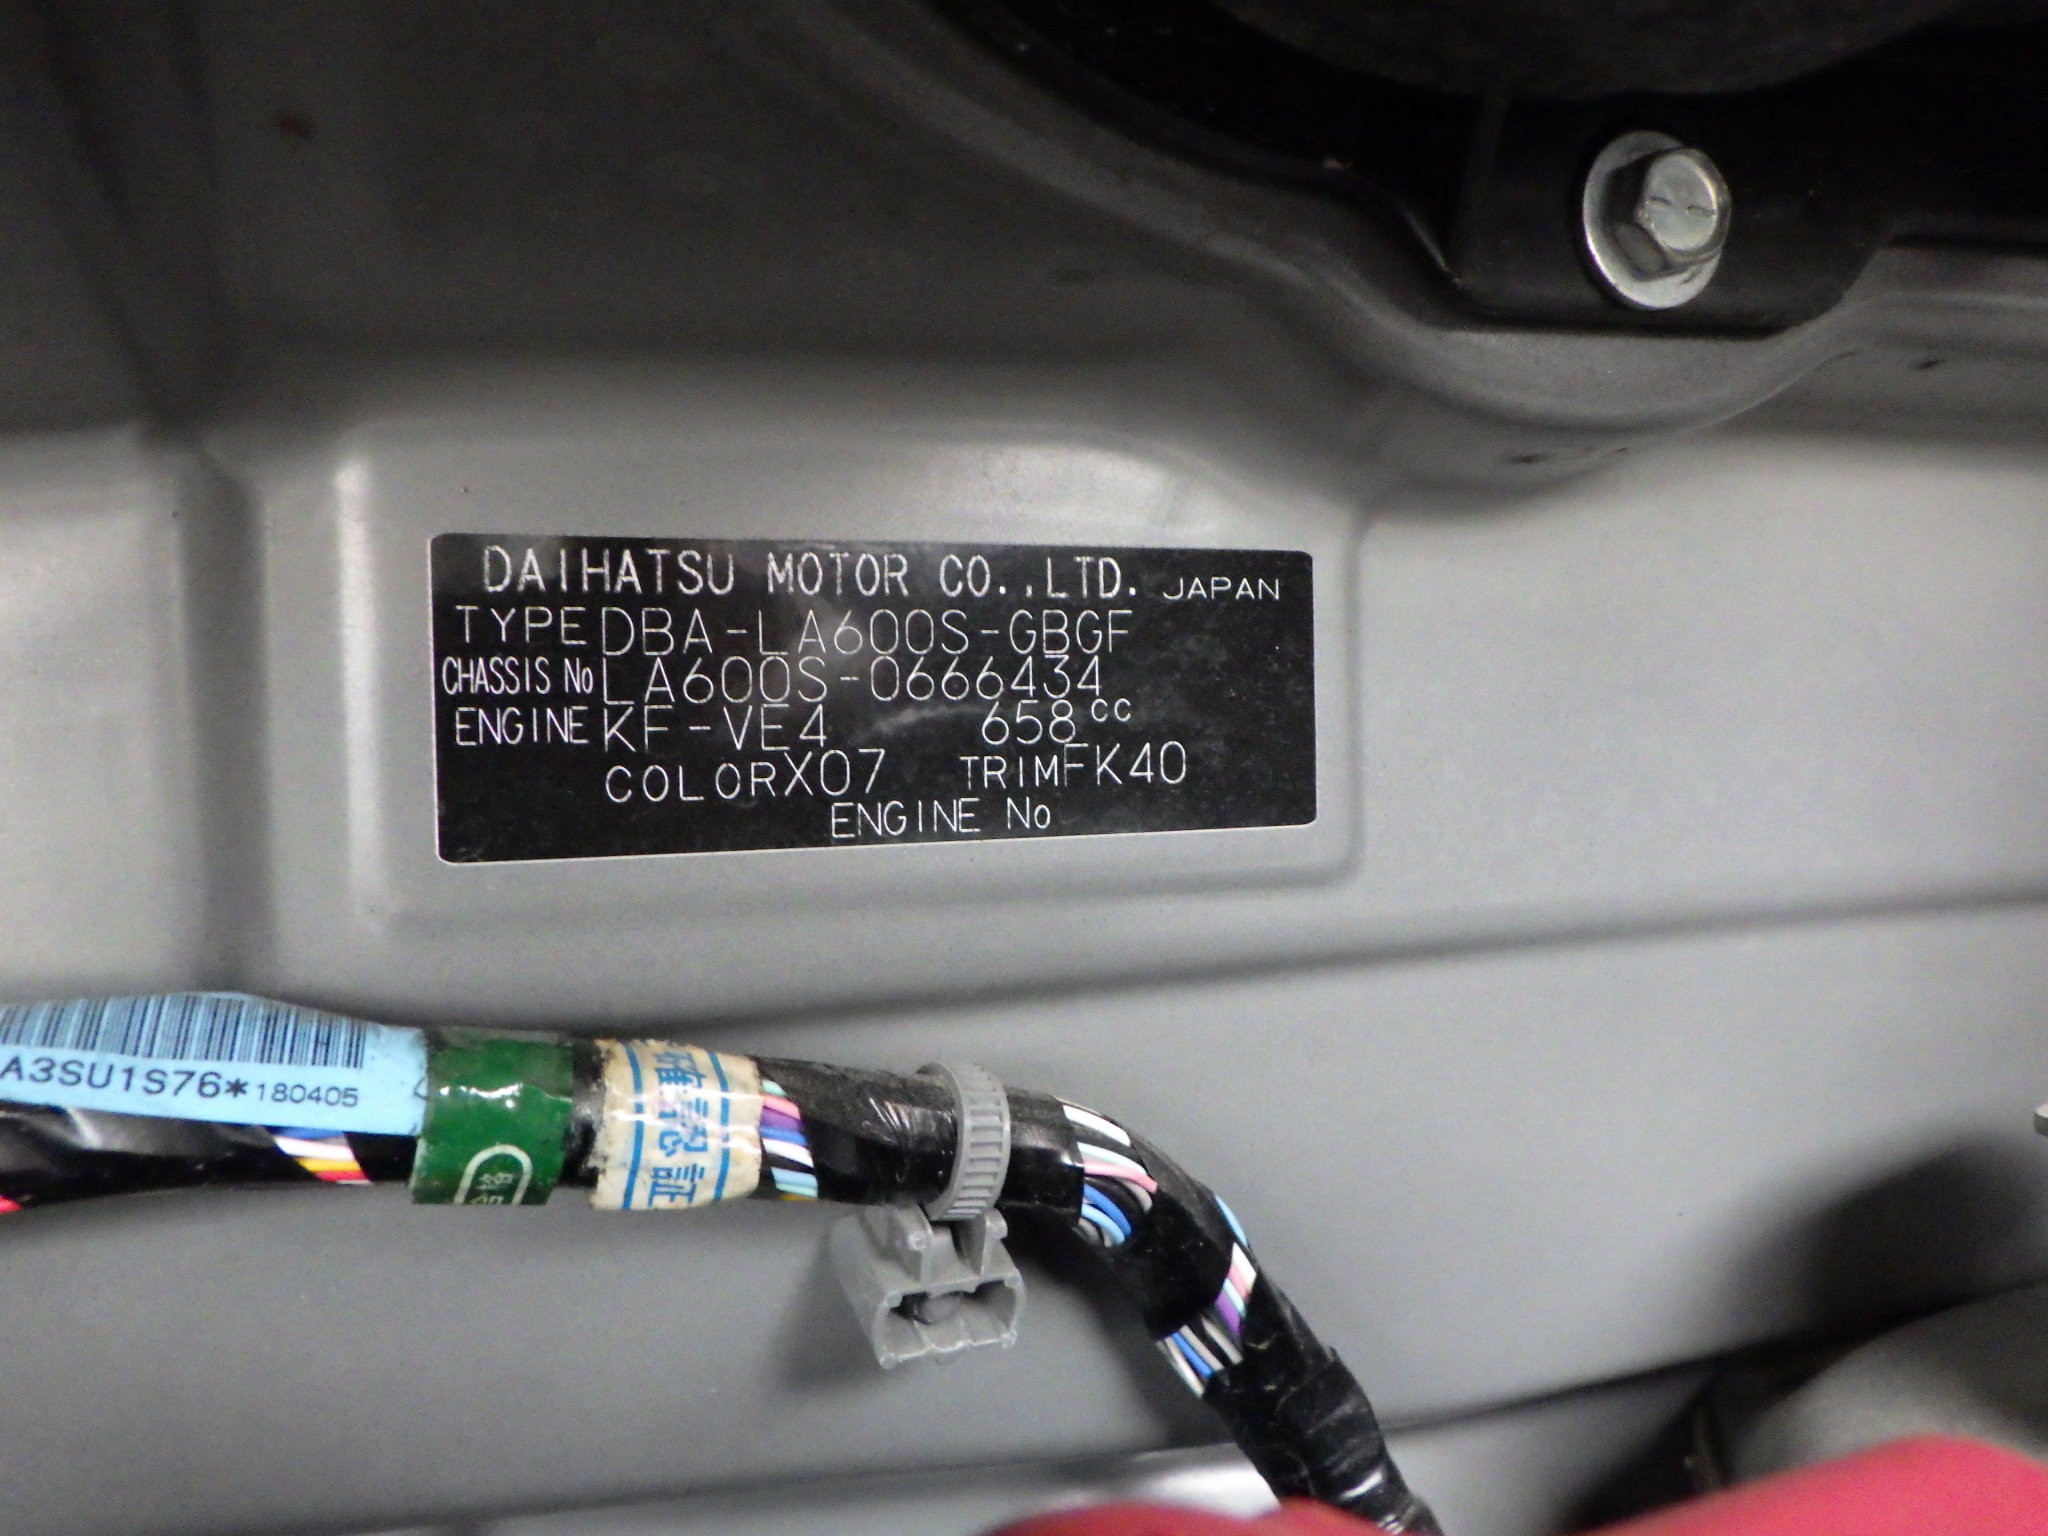 DAIHATSU MOTOR CO.,LTD. JAPAN
TYPE DBA-LA600S-GBGF
CHASSIS No LA600S-0666434
ENGINE KF-VE4 658cc
COLOR X07 TRIM FK40
ENGINE No
A3SU1S76*180405
確認証